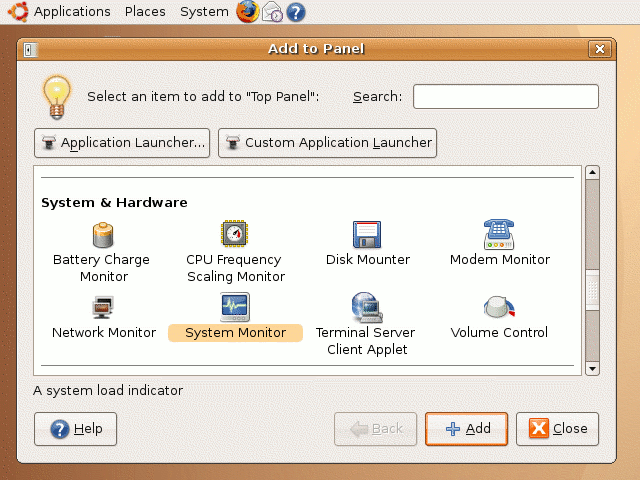 Applications Places System
Add to Panel
Select an item to add to "Top Panel": Search:
Application Launcher... Custom Application Launcher
System & Hardware
Battery Charge Monitor
CPU Frequency Scaling Monitor
Disk Mounter
Modem Monitor
Network Monitor
System Monitor
Terminal Server Client Applet
Volume Control
A system load indicator
Help Back Add Close